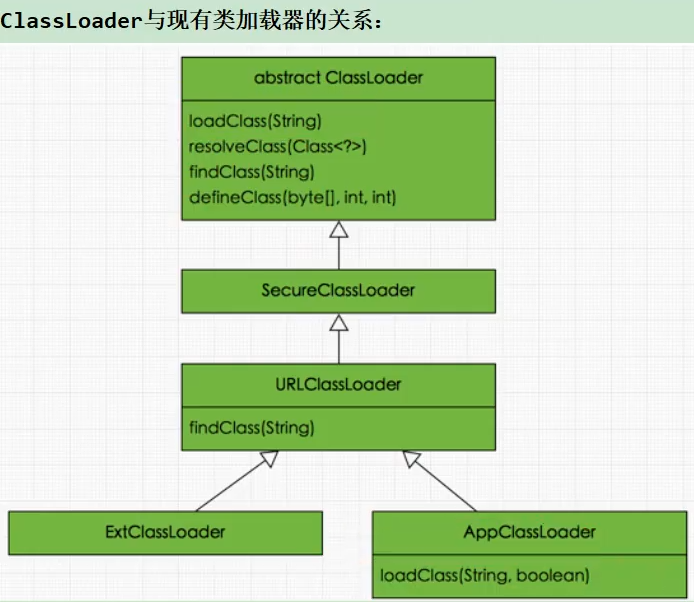 ClassLoader与现有类加载器的关系：
abstract ClassLoader
loadClass(String)
resolveClass(Class<?>)
findClass(String)
defineClass(byte[], int, int)
SecureClassLoader
URLClassLoader
findClass(String)
ExtClassLoader
AppClassLoader
loadClass(String, boolean)